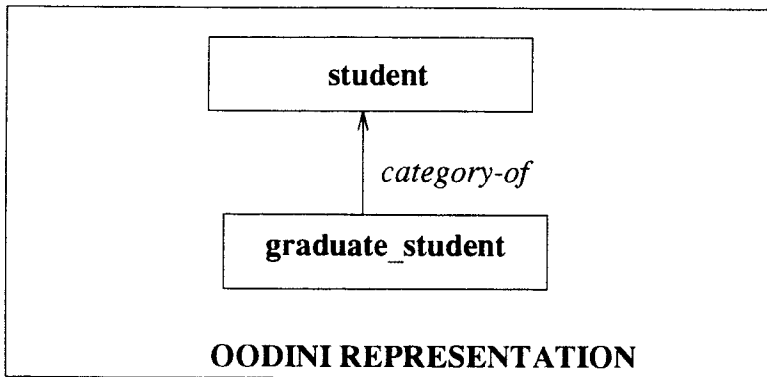 student
category-of
graduate_student
OODINI REPRESENTATION